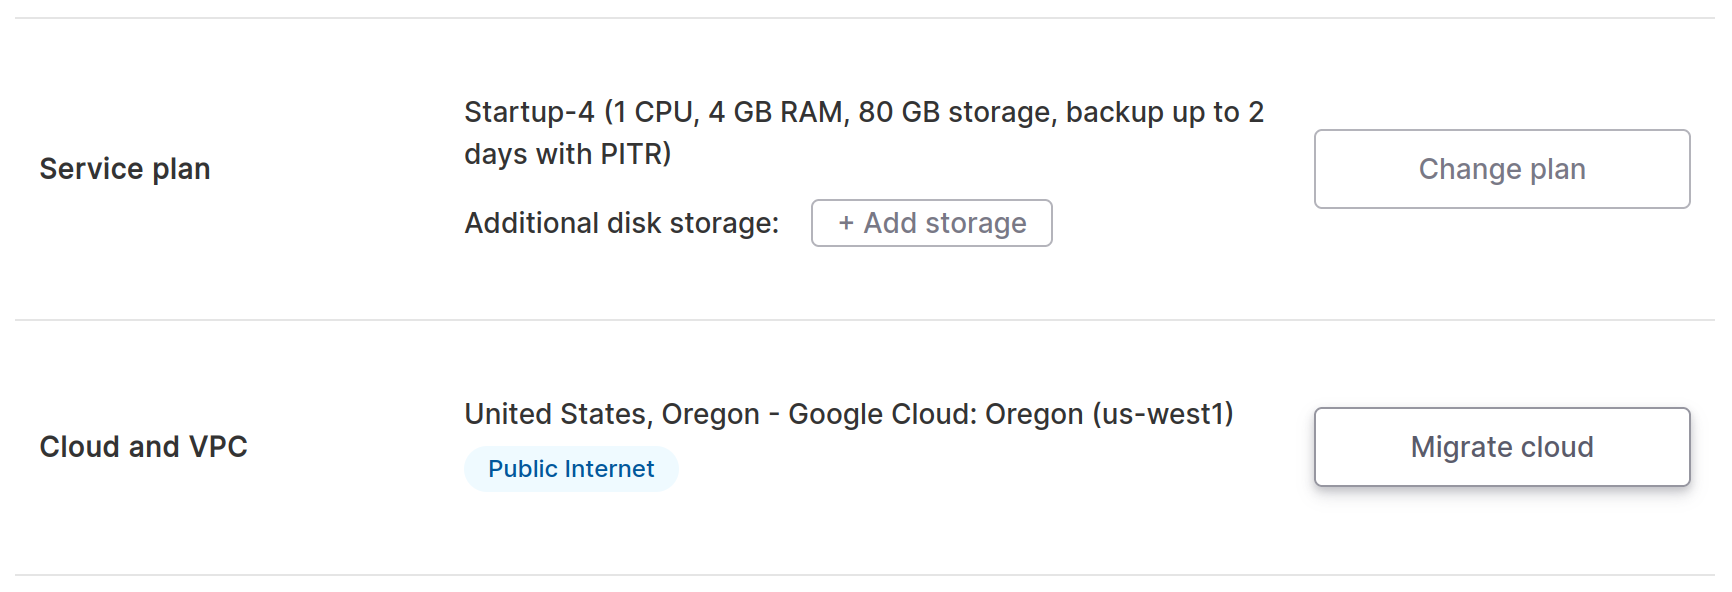 Service plan
Startup-4 (1 CPU, 4 GB RAM, 80 GB storage, backup up to 2
days with PITR)
Additional disk storage:
+ Add storage
Change plan
Cloud and VPC
United States, Oregon - Google Cloud: Oregon (us-west1)
Public Internet
Migrate cloud